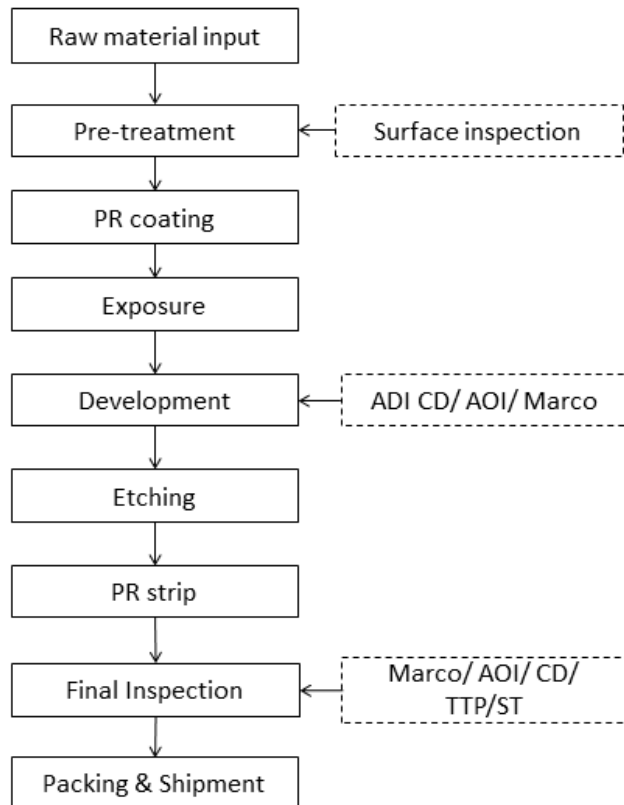 Raw material input
Pre-treatment
Surface inspection
PR coating
Exposure
Development
ADI CD/ AOI/ Marco
Etching
PR strip
Final Inspection
Marco/ AOI/ CD/
TTP/ST
Packing & Shipment